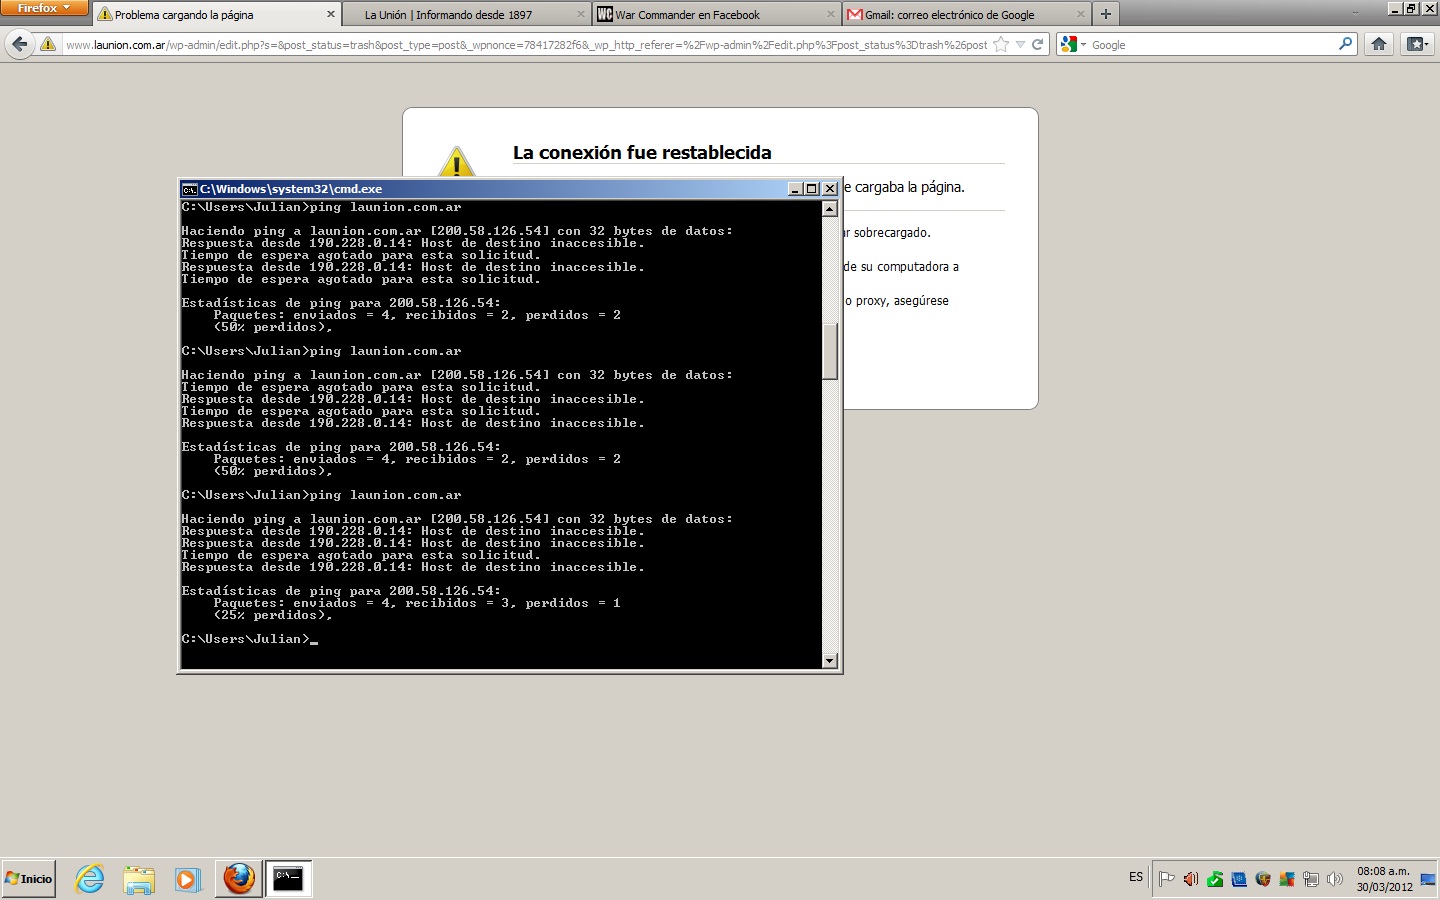 Firefox
Problema cargando la página
La Unión | Informando desde 1897
WC War Commander en Facebook
Gmail: correo electrónico de Google
www.launion.com.ar/wp-admin/edit.php?s=&post_status=trash&post_type=post&_wpnonce=78417282f6&_wp_http_referer=%2Fwp-admin%2Fedit.php%3Fpost_status%3Dtrash%26post
Google
La conexión fue restablecida
e cargaba la página.
ar sobrecargado.
de su computadora a
o proxy, asegúrese
C:\Windows\system32\cmd.exe
C:\Users\Julian>ping launion.com.ar
Haciendo ping a launion.com.ar [200.58.126.54] con 32 bytes de datos:
Respuesta desde 190.228.0.14: Host de destino inaccesible.
Tiempo de espera agotado para esta solicitud.
Respuesta desde 190.228.0.14: Host de destino inaccesible.
Tiempo de espera agotado para esta solicitud.
Estadísticas de ping para 200.58.126.54:
Paquetes: enviados = 4, recibidos = 2, perdidos = 2
(50% perdidos),
C:\Users\Julian>ping launion.com.ar
Haciendo ping a launion.com.ar [200.58.126.54] con 32 bytes de datos:
Tiempo de espera agotado para esta solicitud.
Respuesta desde 190.228.0.14: Host de destino inaccesible.
Tiempo de espera agotado para esta solicitud.
Respuesta desde 190.228.0.14: Host de destino inaccesible.
Estadísticas de ping para 200.58.126.54:
Paquetes: enviados = 4, recibidos = 2, perdidos = 2
(50% perdidos),
C:\Users\Julian>ping launion.com.ar
Haciendo ping a launion.com.ar [200.58.126.54] con 32 bytes de datos:
Respuesta desde 190.228.0.14: Host de destino inaccesible.
Respuesta desde 190.228.0.14: Host de destino inaccesible.
Tiempo de espera agotado para esta solicitud.
Respuesta desde 190.228.0.14: Host de destino inaccesible.
Estadísticas de ping para 200.58.126.54:
Paquetes: enviados = 4, recibidos = 3, perdidos = 1
(25% perdidos),
C:\Users\Julian>_
Inicio
ES
08:08 a.m.
30/03/2012